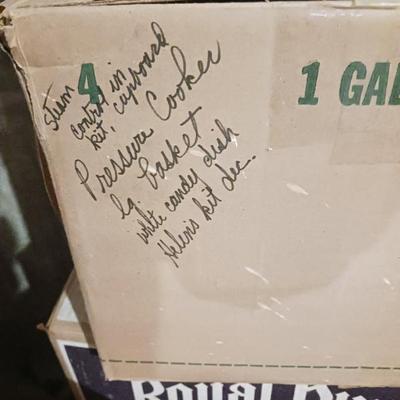 4
1 GAL
Steam
control in
kit, cupboard
Pressure Cooker
lg basket
white candy dish
Helen's kit dec.
Royal